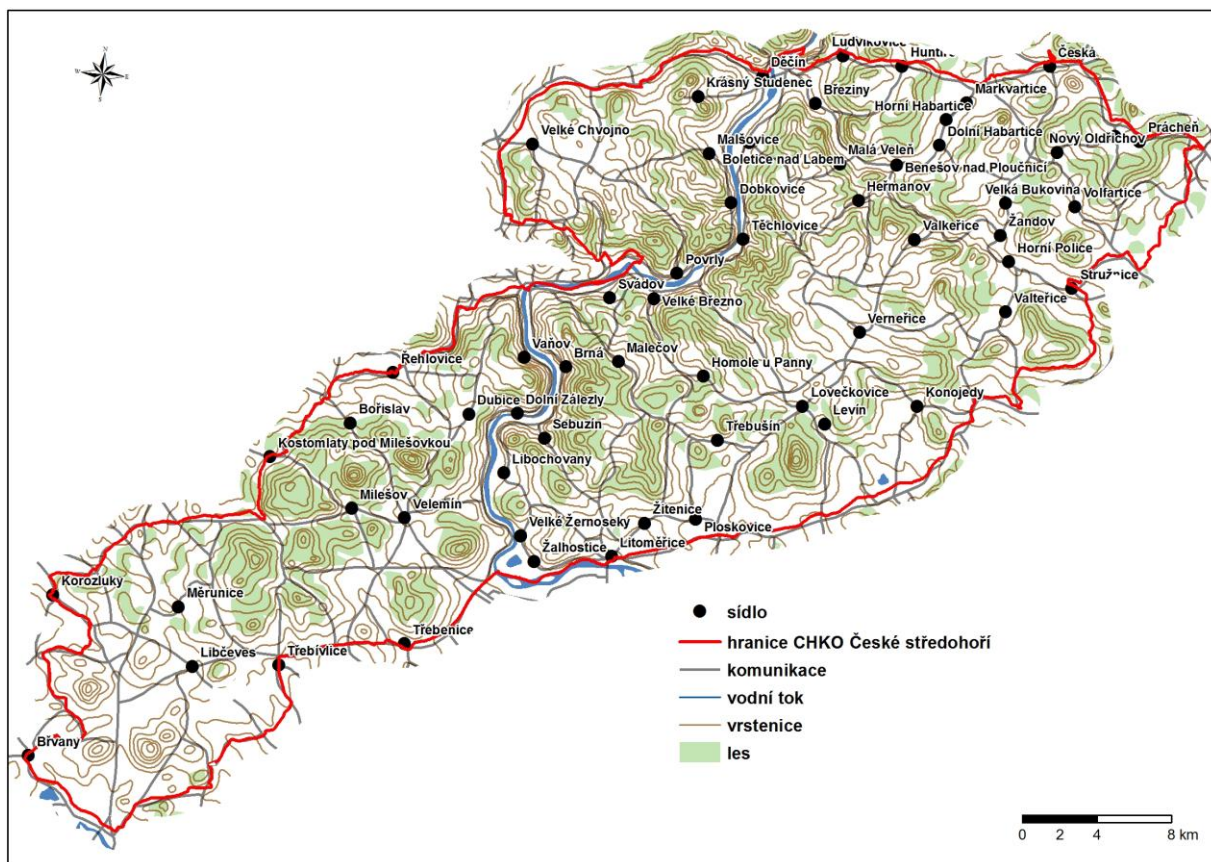 N
W E
S
Ludvíkovice
Děčín
Česká
Krásný Studenec
Březiny
Markvartice
Horní Habartice
Velké Chvojno
Malšovice
Dolní Habartice
Nový Oldřichov
Prácheň
Boletice nad Labem
Malá Veleň
Benešov nad Ploučnicí
Dobkovice
Heřmanov
Velká Bukovina
Volfartice
Těchlovice
Valkeřice
Žandov
Horní Police
Povrly
Stružnice
Svádov
Velké Březno
Valteřice
Verneřice
Vaňov
Brná
Malečov
Řehlovice
Homole u Panny
Bořislav
Dubice
Dolní Zálezly
Lovečkovice
Levín
Konojedy
Kostomlaty pod Milešovkou
Sebuzín
Třebušín
Libochovany
Milešov
Velemín
Žitenice
Velké Žernoseky
Ploskovice
Žalhostice
Litoměřice
Korozluky
Měrunice
Třebenice
Libčeves
Třebívlice
Břvany
sídlo
hranice CHKO České středohoří
komunikace
vodní tok
vrstenice
les
0 2 4 8 km